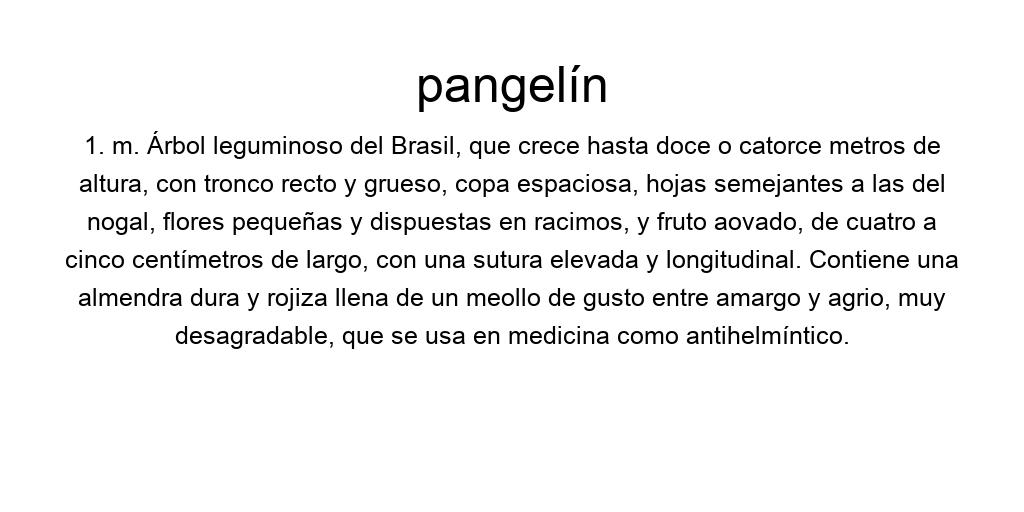 pangelín
1. m. Árbol leguminoso del Brasil, que crece hasta doce o catorce metros de
altura, con tronco recto y grueso, copa espaciosa, hojas semejantes a las del
nogal, flores pequeñas y dispuestas en racimos, y fruto aovado, de cuatro a
cinco centímetros de largo, con una sutura elevada y longitudinal. Contiene una
almendra dura y rojiza llena de un meollo de gusto entre amargo y agrio, muy
desagradable, que se usa en medicina como antihelmíntico.